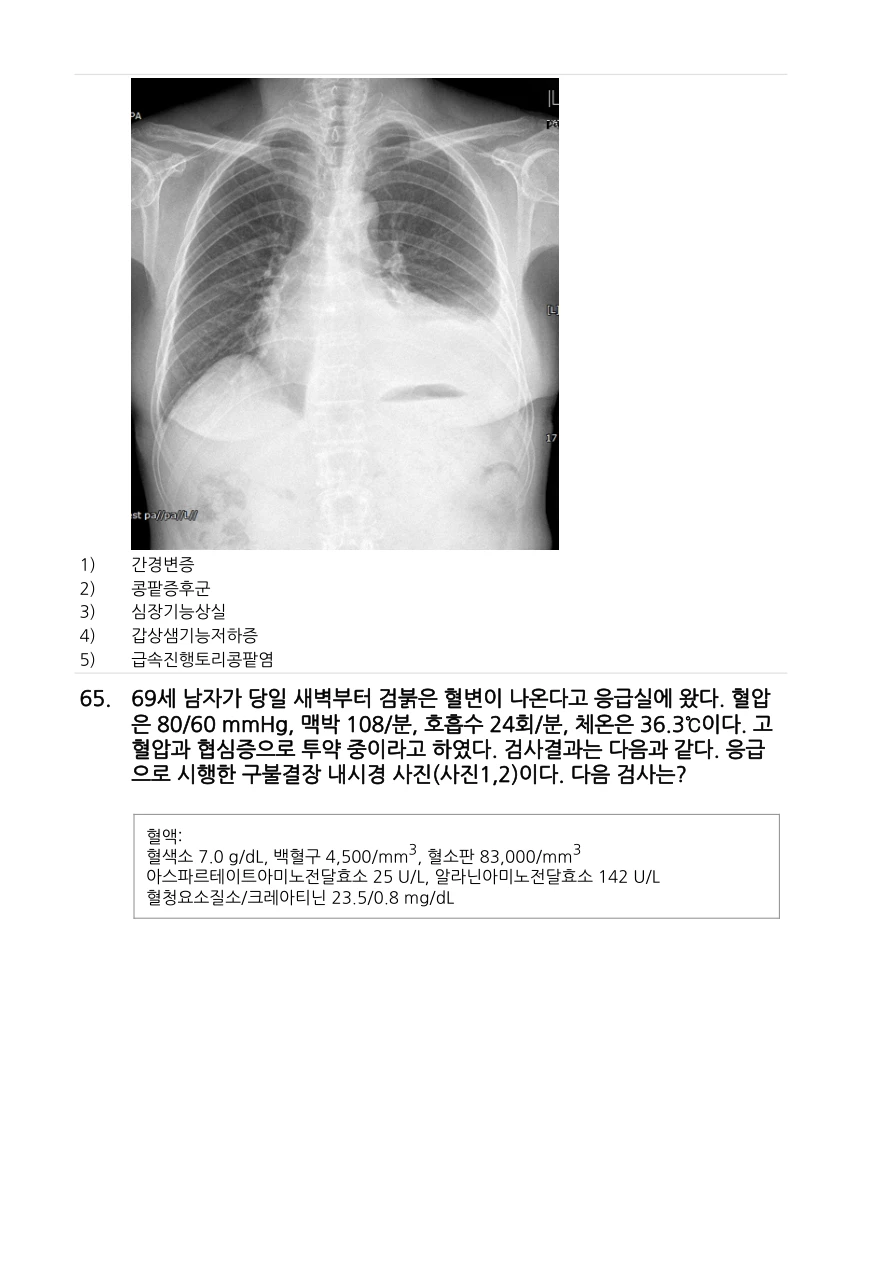 PA
[L]
17
est pa//pa//L//
1) 간경변증
2) 콩팥증후군
3) 심장기능상실
4) 갑상샘기능저하증
5) 급속진행토리콩팥염
65. 69세 남자가 당일 새벽부터 검붉은 혈변이 나온다고 응급실에 왔다. 혈압
은 80/60 mmHg, 맥박 108/분, 호흡수 24회/분, 체온은 36.3℃이다. 고
혈압과 협심증으로 투약 중이라고 하였다. 검사결과는 다음과 같다. 응급
으로 시행한 구불결장 내시경 사진(사진1,2)이다. 다음 검사는?
혈액:
혈색소 7.0 g/dL, 백혈구 4,500/mm³, 혈소판 83,000/mm³
아스파르테이트아미노전달효소 25 U/L, 알라닌아미노전달효소 142 U/L
혈청요소질소/크레아티닌 23.5/0.8 mg/dL